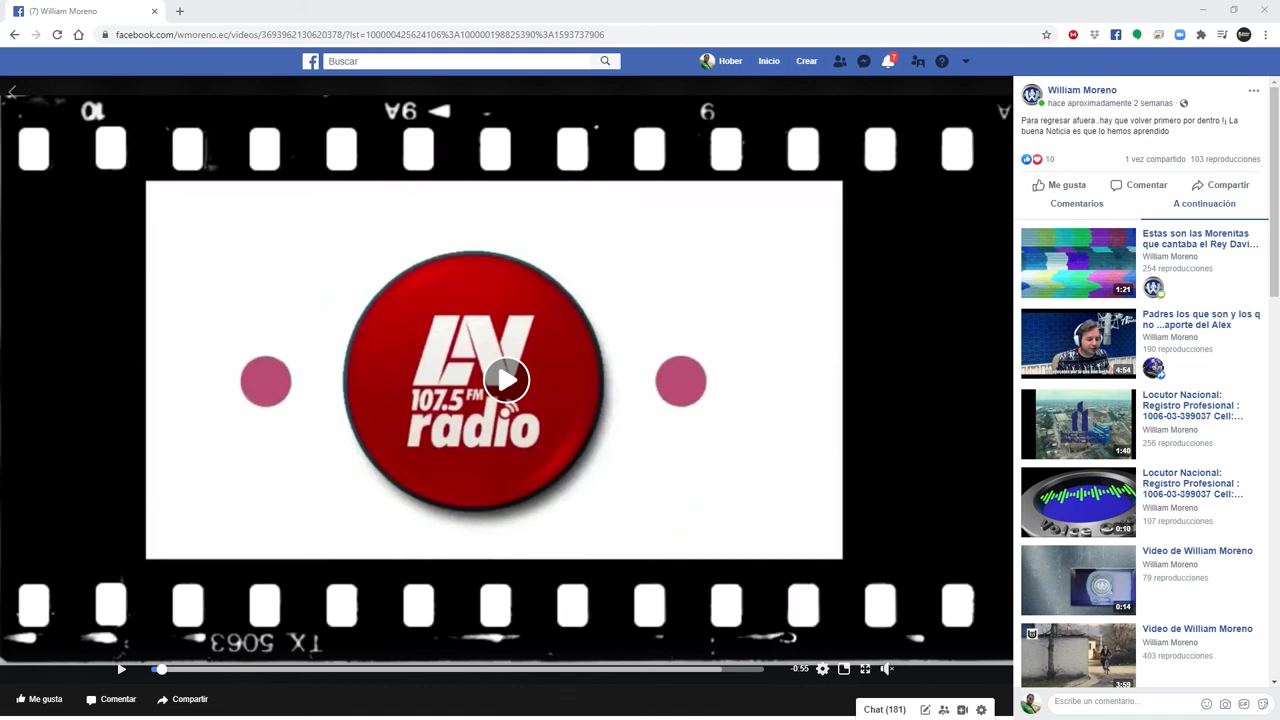 (7) William Moreno
facebook.com/wmoreno.ec/videos/3693962130620378/?lst=100000425624106%3A100000198825390%3A1593737906
Buscar
Hober
Inicio
Crear
7
William Moreno
hace aproximadamente 2 semanas ·
Para regresar afuera..hay que volver primero por dentro !¡ La
buena Noticia es que lo hemos aprendido
10
1 vez compartido
103 reproducciones
Me gusta
Comentar
Compartir
Comentarios
A continuación
Estas son las Morenitas
que cantaba el Rey Davi...
William Moreno
254 reproducciones
1:21
Padres los que son y los q
no ...aporte del Alex
William Moreno
190 reproducciones
4:54
Locutor Nacional:
Registro Profesional :
1006-03-399037 Cell:...
William Moreno
256 reproducciones
1:40
Locutor Nacional:
Registro Profesional :
1006-03-399037 Cell:...
William Moreno
107 reproducciones
0:10
Video de William Moreno
William Moreno
79 reproducciones
0:14
Video de William Moreno
William Moreno
403 reproducciones
3:59
107.5 FM
radio
TX 5063
-0:55
Me gusta
Comentar
Compartir
Chat (181)
Escribe un comentario...